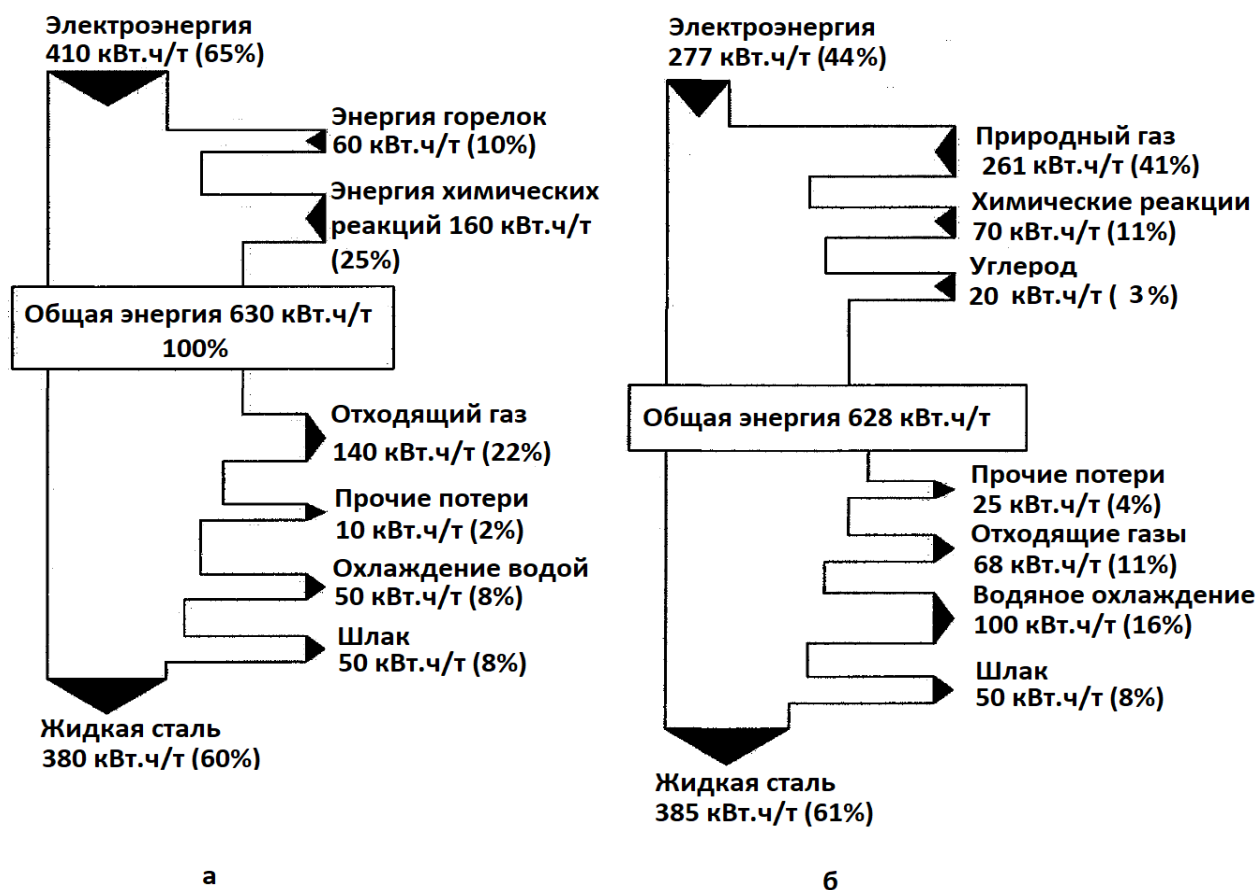 Электроэнергия
410 кВт.ч/т (65%)
Энергия горелок
60 кВт.ч/т (10%)
Энергия химических
реакций 160 кВт.ч/т
(25%)
Общая энергия 630 кВт.ч/т
100%
Отходящий газ
140 кВт.ч/т (22%)
Прочие потери
10 кВт.ч/т (2%)
Охлаждение водой
50 кВт.ч/т (8%)
Шлак
50 кВт.ч/т (8%)
Жидкая сталь
380 кВт.ч/т (60%)
а
Электроэнергия
277 кВт.ч/т (44%)
Природный газ
261 кВт.ч/т (41%)
Химические реакции
70 кВт.ч/т (11%)
Углерод
20 кВт.ч/т ( 3%)
Общая энергия 628 кВт.ч/т
Прочие потери
25 кВт.ч/т (4%)
Отходящие газы
68 кВт.ч/т (11%)
Водяное охлаждение
100 кВт.ч/т (16%)
Шлак
50 кВт.ч/т (8%)
Жидкая сталь
385 кВт.ч/т (61%)
б